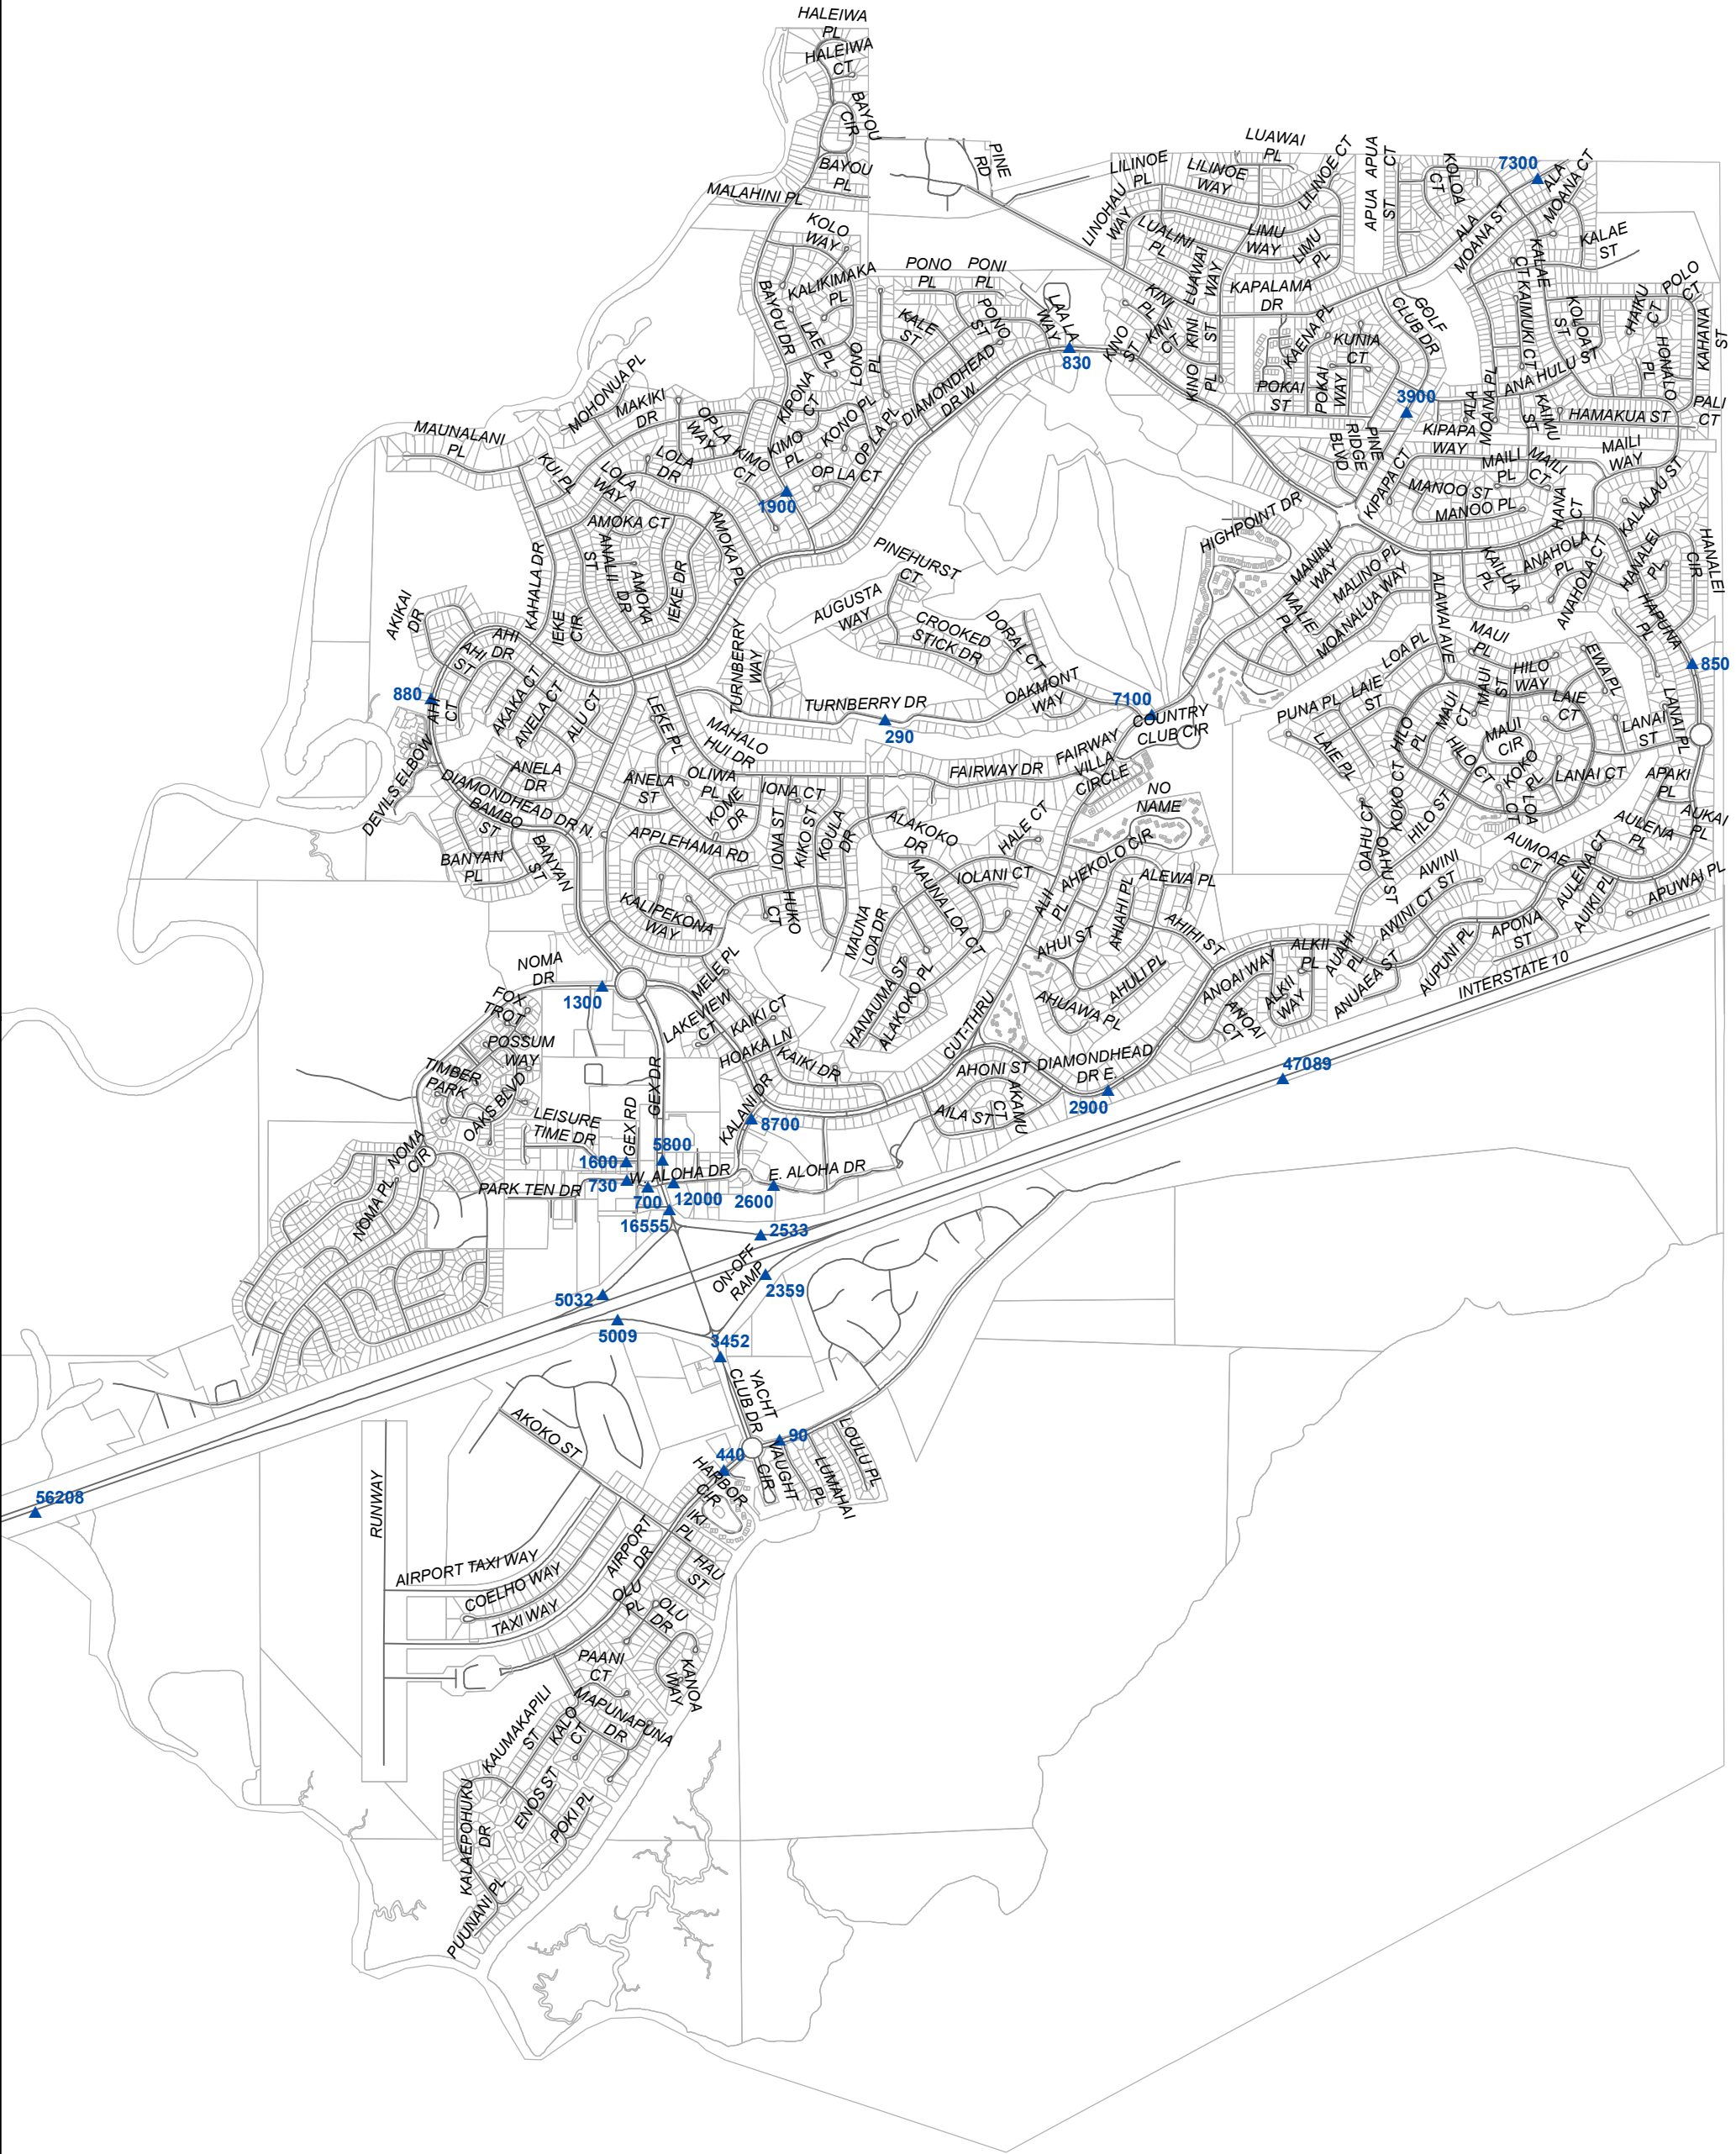 HALEIWA
PL
HALEIWA
CT
BAYOU
CIR
BAYOU
PL
MALAHINI PL
PINE
RD
LUAWAI
PL
LILINOE
PL
LILINOE
WAY
LILINOE CT
APUA
CT
APUA
ST
KOLOA
CT
7300
ALA
MOANA CT
LINOHAU
WAY
LUALINI
PL
LIMU
WAY
LIMU
PL
ALA
MOANA ST
KALAE
CT
KALAE
ST
KOLO
WAY
KALIKIMAKA
PL
BAYOU DR
LAE PL
PONO
PL
PONI
PL
PONO
ST
KALE
ST
LONO
PL
LAA LA
WAY
830
LUAWAI
WAY
KAPALAMA
DR
KINI
PL
KINI
CT
KINI
ST
KINO
ST
KINO
PL
KAENA PL
KUNIA
CT
GOLF
CLUB DR
POKAI
ST
POKAI
WAY
3900
KAIMUKI CT
KOLOA
ST
HAIKU
CT
POLO
CT
KAHANA
ST
HONALO
PL
ANA HULU ST
PALI
CT
HAMAKUA ST
ALA
MOANA PL
KAIMU
ST
KIPAPA
WAY
PINE
RIDGE
BLVD
KIPAPA CT
MAILI
WAY
MAILI
PL
MAILI
CT
MANOO ST
MANOO PL
HANA
CT
KALALAU ST
MOHONUA PL
MAKIKI
DR
MAUNALANI
PL
KUI PL
OP LA
WAY
KIPONA
CT
KIMO
PL
KIMO
CT
KONO PL
OP LA PL
OP LA CT
DIAMONDHEAD
DR W.
1900
LOLA
DR
LOLA
WAY
AMOKA CT
AMOKA PL
ANALII
ST
AMOKA
DR
IEKE DR
IEKE
CIR
KAHALA DR
PINEHURST
CT
AUGUSTA
WAY
CROOKED
STICK DR
DORAL CT
OAKMONT
WAY
TURNBERRY
WAY
TURNBERRY DR
290
HIGHPOINT DR
MANINI
WAY
MALINO PL
MALIE
PL
MOANALUA WAY
ALAWAI AVE
KAILUA
PL
ANAHOLA
PL
ANAHOLA CT
HANALEI
PL
HANALEI
CIR
HAPUNA
PL
850
AKIKAI
DR
AHI
DR
AHI
ST
AHI
CT
880
AKAKA CT
ANELA CT
ALU CT
ANELA
DR
ANELA
ST
LEKE PL
MAHALO
HUI DR
7100
COUNTRY
CLUB CIR
FAIRWAY
VILLA
CIRCLE
FAIRWAY DR
PUNA PL
LAIE
ST
LOA PL
LAIE PL
HILO
PL
MAUI
PL
MAUI
ST
MAUI
CT
MAUI
CIR
HILO
WAY
HILO CT
HILO ST
EWA PL
LAIE
CT
LANAI
ST
LANAI PL
LANAI CT
KOKO
PL
LOLOA
CT
KOKO CT
OAHU CT
OAHU ST
APAKI
PL
AUKAI
PL
AULENA
PL
AULENA CT
AUMOAE
CT
AUIKI PL
APUWAI PL
AWINI
ST
AWINI CT
AUAHI
PL
APONA
ST
AUPUNI PL
ANUAEA ST
INTERSTATE 10
DEVILS ELBOW
DIAMONDHEAD DR N.
BAMBO
ST
BANYAN
PL
BANYAN
ST
OLIWA
PL
KOME
DR
IONA CT
IONA ST
KIKO ST
KOULA
DR
APPLEHAMA RD
KALIPEKONA
WAY
HUKO
CT
ALAKOKO
DR
HALE CT
IOLANI CT
MAUNA LOA CT
MAUNA
LOA DR
HANAUMA ST
ALAKOKO PL
NO
NAME
AHEKOLO CIR
ALII
PL
ALEWA PL
AHIAHI PL
AHIHI ST
AHUI ST
AHULI PL
AHUAWA PL
ANOAI WAY
ANOAI
CT
ALKII
PL
ALKII
WAY
CUT-THRU
AHONI ST
AKAMU
CT
AILA ST
DIAMONDHEAD
DR E.
2900
47089
NOMA
DR
1300
FOX
TROT
POSSUM
WAY
TIMBER
PARK
OAKS BLVD
NOMA
CIR
NOMA PL
LEISURE
TIME DR
PARK TEN DR
MELE PL
LAKEVIEW
CT
KAIKI CT
HOAKA LN
KAIKI DR
KALANI DR
8700
GEX DR
GEX RD
5800
1600
730
W. ALOHA DR
E. ALOHA DR
700
12000
2600
16555
2533
ON-OFF
RAMP
2359
5032
5009
3452
YACHT
CLUB DR
90
440
VAUGHT
CIR
LOULU PL
LUMAHAI
PL
HARBOR
CIR
AKOKO ST
56208
RUNWAY
IKI
PL
HAU
ST
AIRPORT
DR
AIRPORT TAXI WAY
COELHO WAY
TAXI WAY
OLU
PL
OLU
DR
KANOA
WAY
PAANI
CT
MAPUNAPUNA
DR
KAUMAKAPILI
ST
KALO
CT
ENOS ST
POKI PL
KALAEPOHUKU
DR
PUUNANI PL